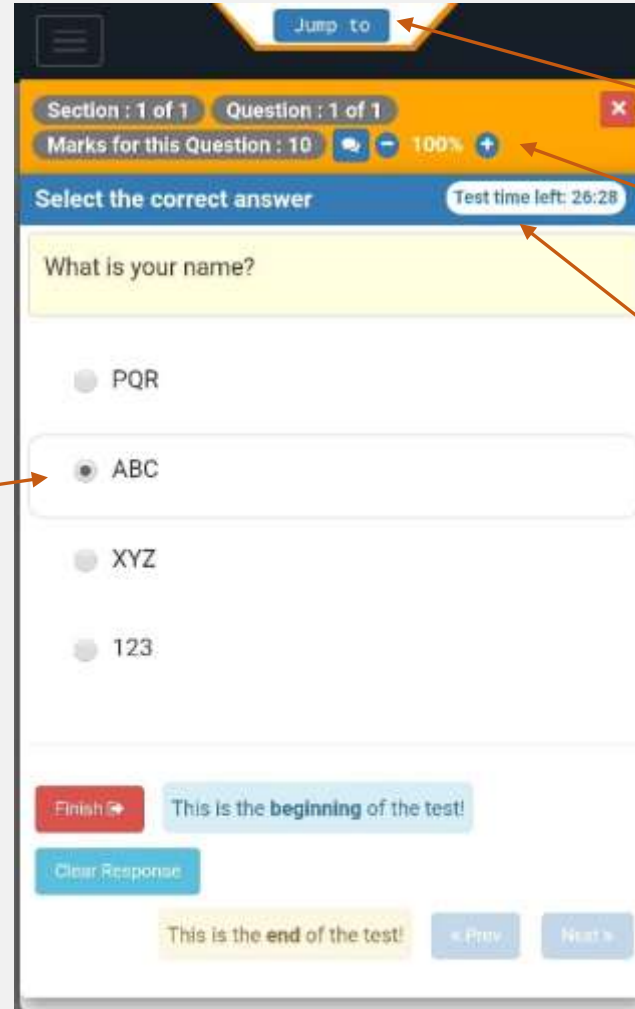 Jump to
Section : 1 of 1 Question : 1 of 1
Marks for this Question : 10 100%
Select the correct answer Test time left: 26:28
What is your name?
PQR
ABC
XYZ
123
Finish This is the beginning of the test!
Clear Response
This is the end of the test! « Prev Next »